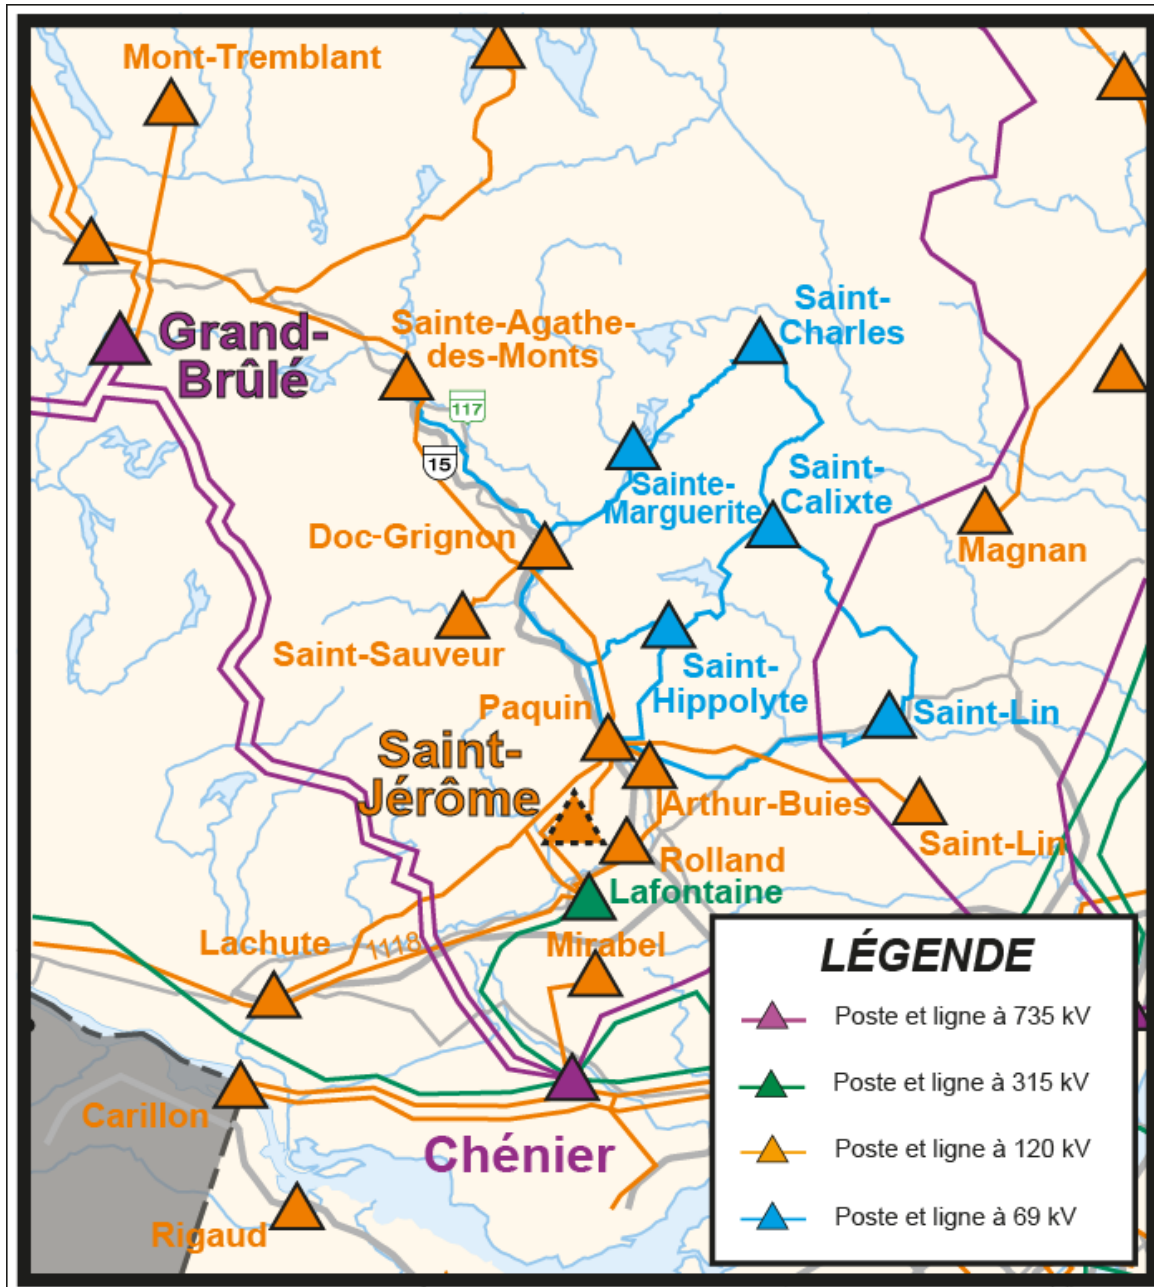 Mont-Tremblant
Saint-
Charles
Grand-
Brûlé
Sainte-Agathe-
des-Monts
117
15
Saint-
Calixte
Sainte-
Marguerite
Doc-Grignon
Magnan
Saint-Sauveur
Saint-
Hippolyte
Paquin
Saint-Lin
Saint-
Jérôme
Arthur-Buies
Saint-Lin
Rolland
Lafontaine
Lachute
1118
Mirabel
Carillon
Chénier
Rigaud
LÉGENDE
Poste et ligne à 735 kV
Poste et ligne à 315 kV
Poste et ligne à 120 kV
Poste et ligne à 69 kV